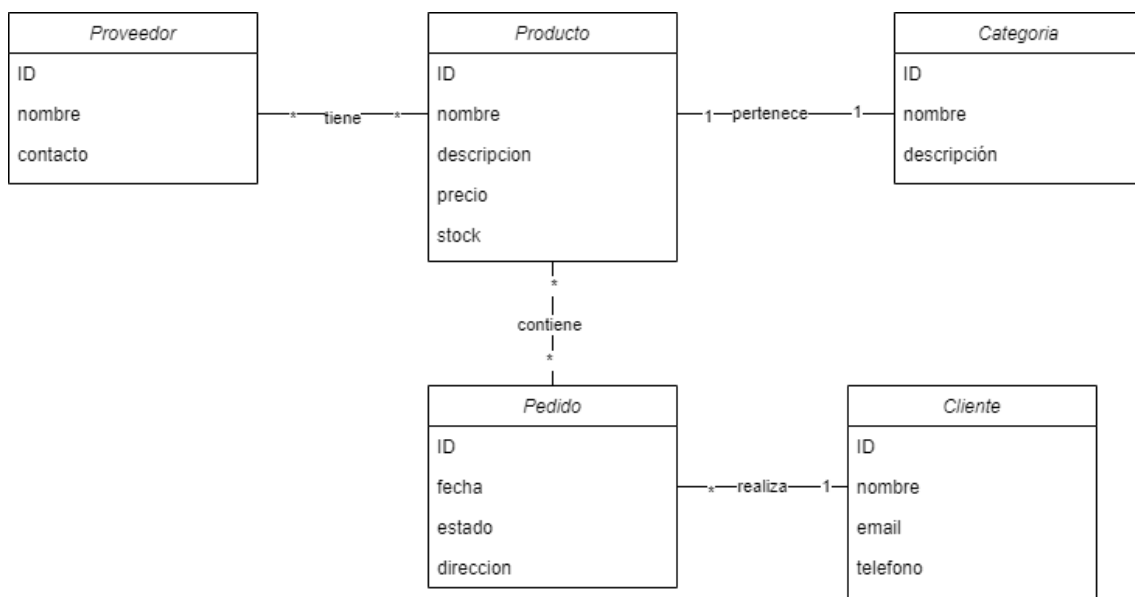 Proveedor
ID
nombre
contacto
* tiene *
Producto
ID
nombre
descripcion
precio
stock
1 pertenece 1
Categoria
ID
nombre
descripción
*
contiene
*
Pedido
ID
fecha
estado
direccion
* realiza 1
Cliente
ID
nombre
email
telefono